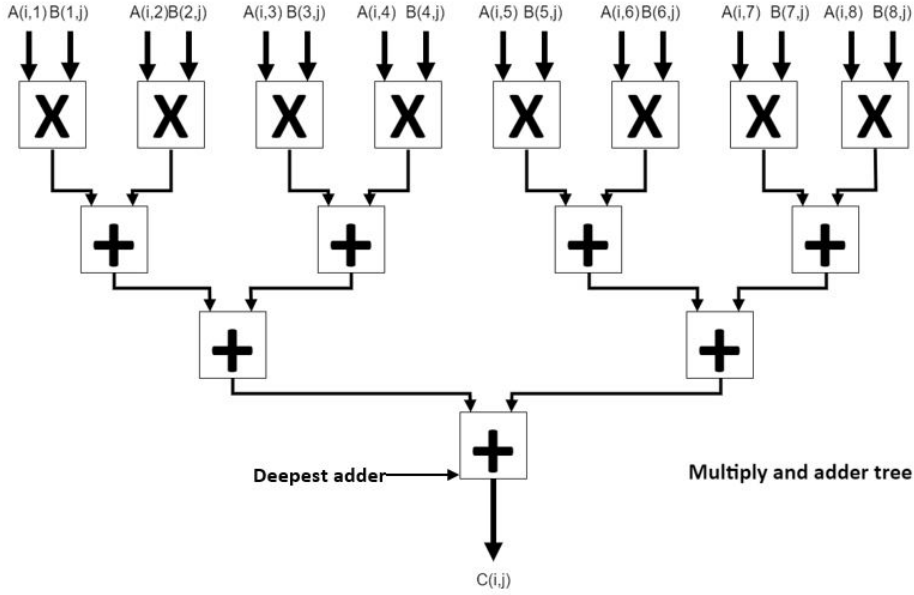 A(i,1) B(1,j) A(i,2)B(2,j) A(i,3) B(3,j) A(i,4) B(4,j) A(i,5) B(5,j) A(i,6)B(6,j) A(i,7) B(7,j) A(i,8) B(8,j)
X X X X X X X X
+ + + +
+ +
+
Deepest adder
Multiply and adder tree
C(i,j)